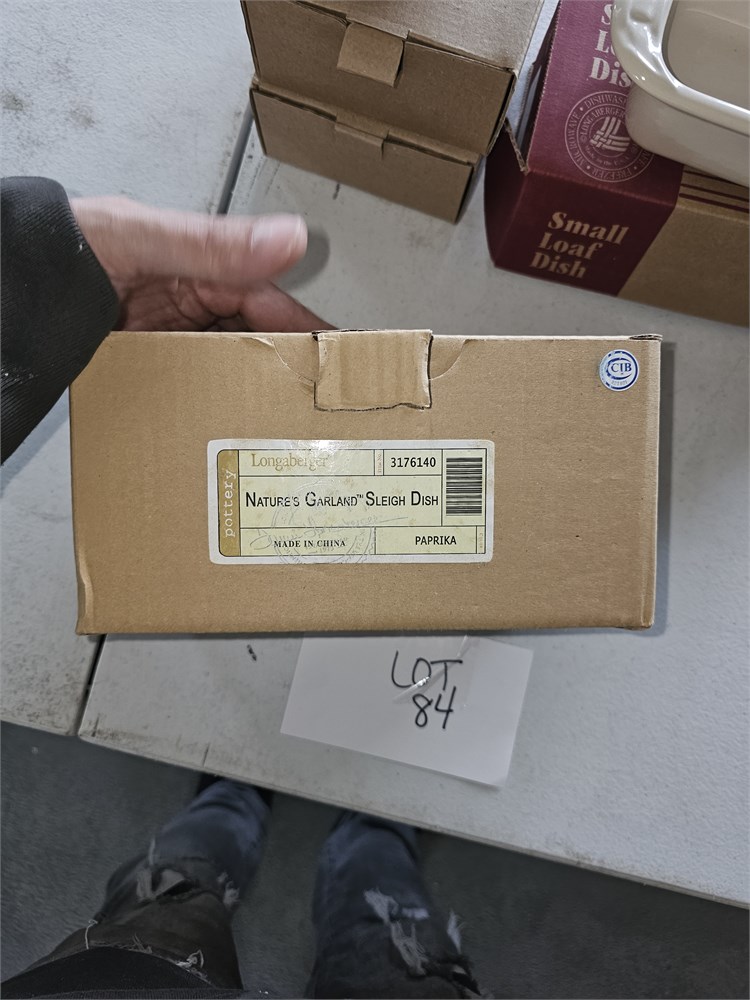 Small
Loaf
Dish
CIB
pottery
Longaberger
3176140
NATURE'S GARLAND™ SLEIGH DISH
MADE IN CHINA
PAPRIKA
LOT
84